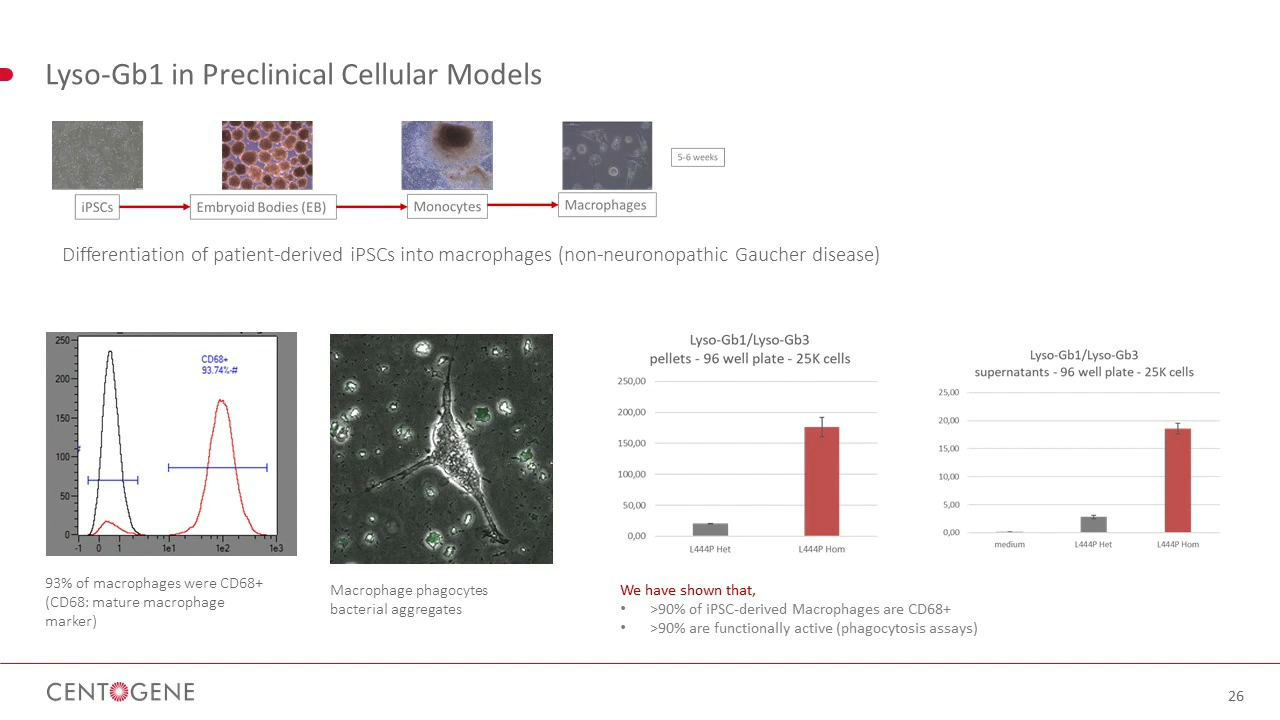 Lyso-Gb1 in Preclinical Cellular Models
5-6 weeks
iPSCs
Embryoid Bodies (EB)
Monocytes
Macrophages
Differentiation of patient-derived iPSCs into macrophages (non-neuronopathic Gaucher disease)
250
200
150
100
50
0
CD68+
93.74%-#
-1 0 1 1e1 1e2 1e3
93% of macrophages were CD68+
(CD68: mature macrophage
marker)
Macrophage phagocytes
bacterial aggregates
Lyso-Gb1/Lyso-Gb3
pellets - 96 well plate - 25K cells
250,00
200,00
150,00
100,00
50,00
0,00
L444P Het L444P Hom
Lyso-Gb1/Lyso-Gb3
supernatants - 96 well plate - 25K cells
25,00
20,00
15,00
10,00
5,00
0,00
medium L444P Het L444P Hom
We have shown that,
• >90% of iPSC-derived Macrophages are CD68+
• >90% are functionally active (phagocytosis assays)
CENTOGENE
26